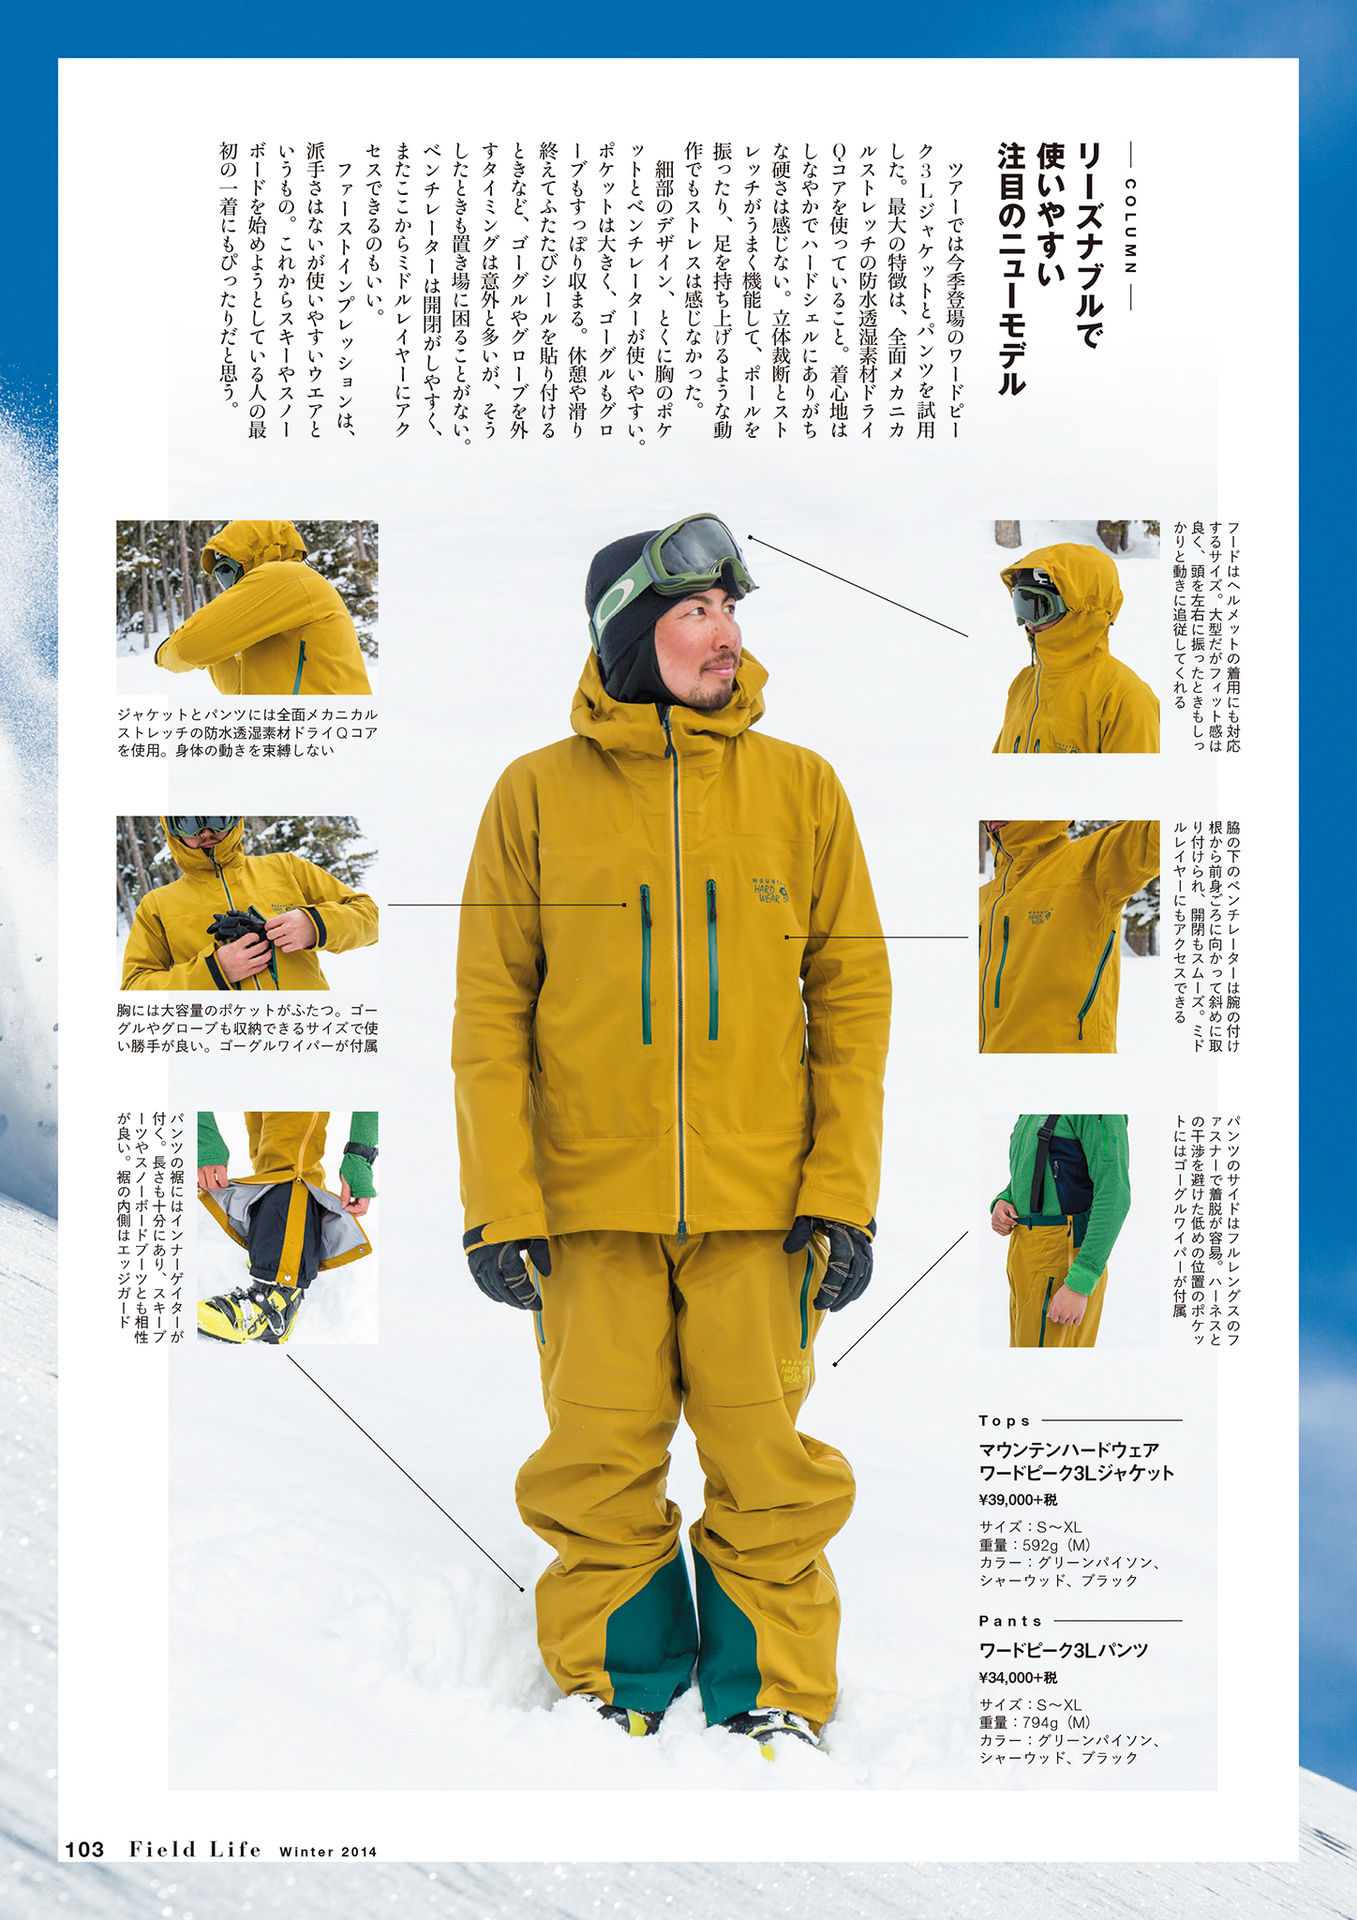 COLUMN
リーズナブルで
使いやすい
注目のニューモデル
ツアーでは今季登場のワードピー
ク3Lジャケットとパンツを試用
した。最大の特徴は、全面メカニカ
ルストレッチの防水透湿素材ドライ
Qコアを使っていること。着心地は
しなやかでハードシェルにありがち
な硬さは感じない。立体裁断とスト
レッチがうまく機能して、ポールを
振ったり、足を持ち上げるような動
作でもストレスは感じなかった。
細部のデザイン、とくに胸のポケ
ットとベンチレーターが使いやすい。
ポケットは大きく、ゴーグルもグロ
ーブもすっぽり収まる。休憩や滑り
終えてふたたびシールを貼り付ける
ときなど、ゴーグルやグローブを外
すタイミングは意外と多いが、そう
したときも置き場に困ることがない。
ベンチレーターは開閉がしやすく、
またここからミドルレイヤーにアク
セスできるのもいい。
ファーストインプレッションは、
派手さはないが使いやすいウエアと
いうもの。これからスキーやスノー
ボードを始めようとしている人の最
初の一着にもぴったりだと思う。
フードはヘルメットの着用にも対応
するサイズ。大型だがフィット感は
良く、頭を左右に振ったときもしっ
かりと動きに追従してくれる
ジャケットとパンツには全面メカニカル
ストレッチの防水透湿素材ドライQコア
を使用。身体の動きを束縛しない
脇の下のベンチレーターは腕の付け
根から前身ごろに向かって斜めに取
り付けられ、開閉もスムーズ。ミド
ルレイヤーにもアクセスできる
胸には大容量のポケットがふたつ。ゴー
グルやグローブも収納できるサイズで使
い勝手が良い。ゴーグルワイパーが付属
パンツのサイドはフルレングスのフ
ァスナーで着脱が容易。ハーネスと
の干渉を避けた低めの位置のポケッ
トにはゴーグルワイパーが付属
パンツの裾にはインナーゲイターが
付く。長さも十分にあり、スキーブ
ーツやスノーボードブーツとも相性
が良い。裾の内側はエッジガード
MOUNTAIN
HARD
WEAR
MOUNTAIN
HARD
WEAR
Tops
マウンテンハードウェア
ワードピーク3Lジャケット
¥39,000+税
サイズ：S〜XL
重量：592g（M）
カラー：グリーンパイソン、
シャーウッド、ブラック
Pants
ワードピーク3Lパンツ
¥34,000+税
サイズ：S〜XL
重量：794g（M）
カラー：グリーンパイソン、
シャーウッド、ブラック
103 Field Life Winter 2014